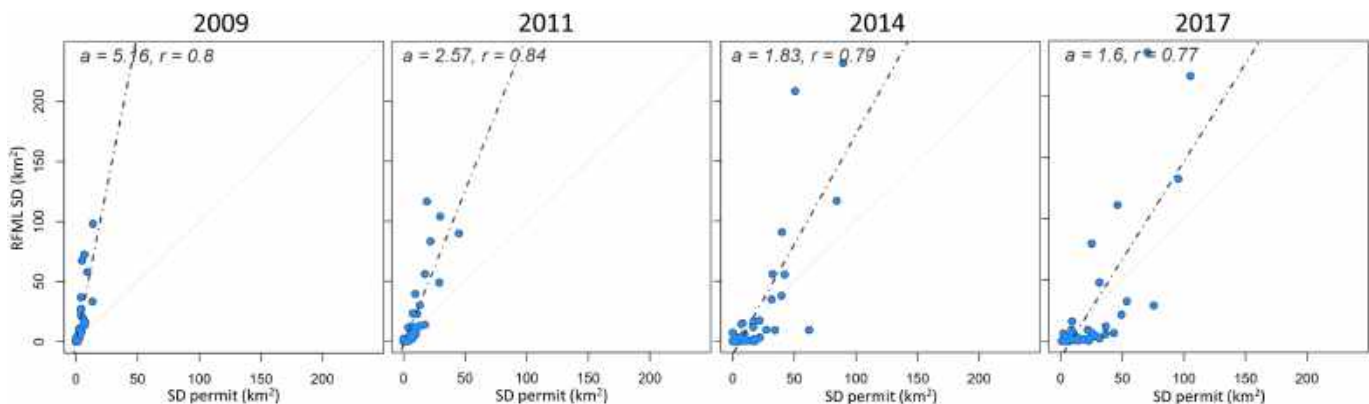 2009
2011
2014
2017
a = 5.16, r = 0.8
a = 2.57, r = 0.84
a = 1.83, r = 0.79
a = 1.6, r = 0.77
RFML SD (km²)
200
150
100
50
0
0 50 100 150 200
0 50 100 150 200
0 50 100 150 200
0 50 100 150 200
SD permit (km²)
SD permit (km²)
SD permit (km²)
SD permit (km²)